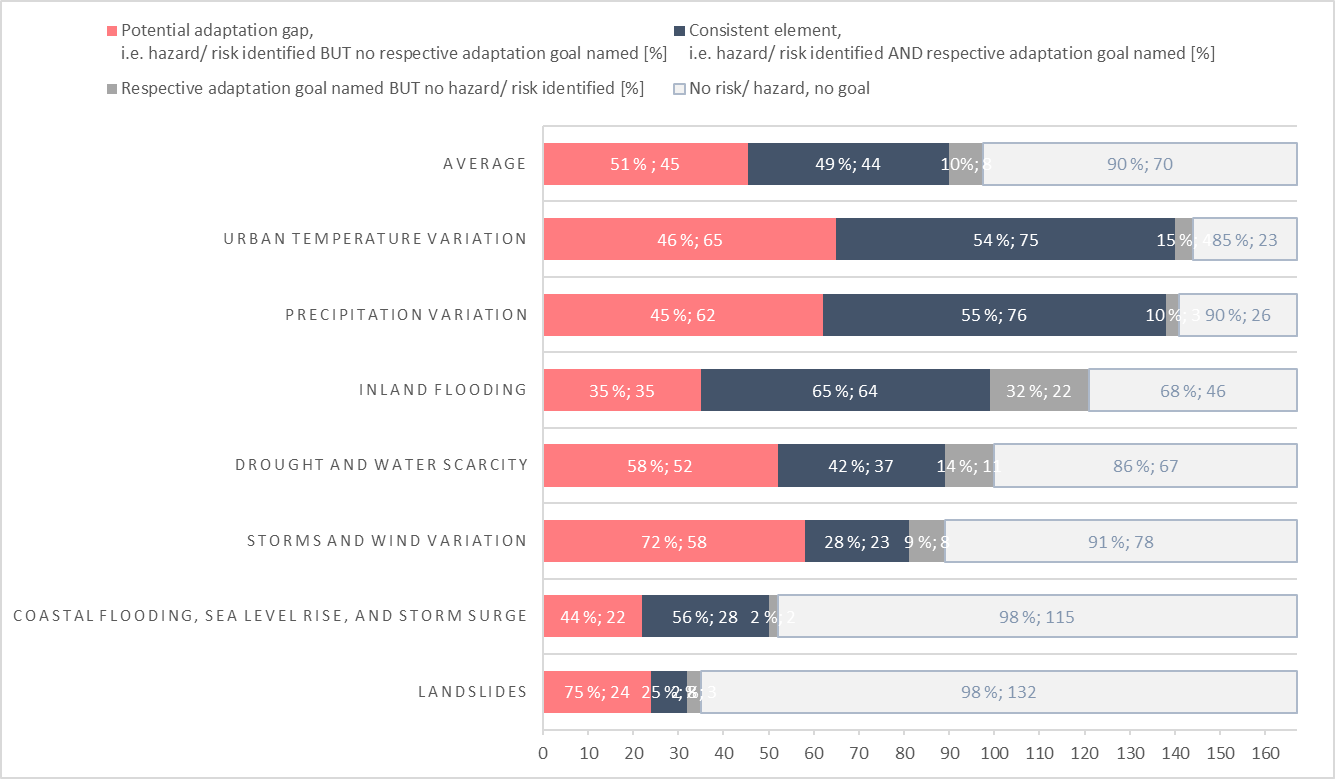 Potential adaptation gap,
i.e. hazard/ risk identified BUT no respective adaptation goal named [%]
Consistent element,
i.e. hazard/ risk identified AND respective adaptation goal named [%]
Respective adaptation goal named BUT no hazard/ risk identified [%]
No risk/ hazard, no goal
AVERAGE
51 % ; 45
49 %; 44
10%; 8
90 %; 70
URBAN TEMPERATURE VARIATION
46 %; 65
54 %; 75
15 %; 4
85 %; 23
PRECIPITATION VARIATION
45 %; 62
55 %; 76
10 %; 3
90 %; 26
INLAND FLOODING
35 %; 35
65 %; 64
32 %; 22
68 %; 46
DROUGHT AND WATER SCARCITY
58 %; 52
42 %; 37
14 %; 11
86 %; 67
STORMS AND WIND VARIATION
72 %; 58
28 %; 23
9 %; 8
91 %; 78
COASTAL FLOODING, SEA LEVEL RISE, AND STORM SURGE
44 %; 22
56 %; 28
2 %; 2
98 %; 115
LANDSLIDES
75 %; 24
25 %; 8
2 %; 3
98 %; 132
0 10 20 30 40 50 60 70 80 90 100 110 120 130 140 150 160